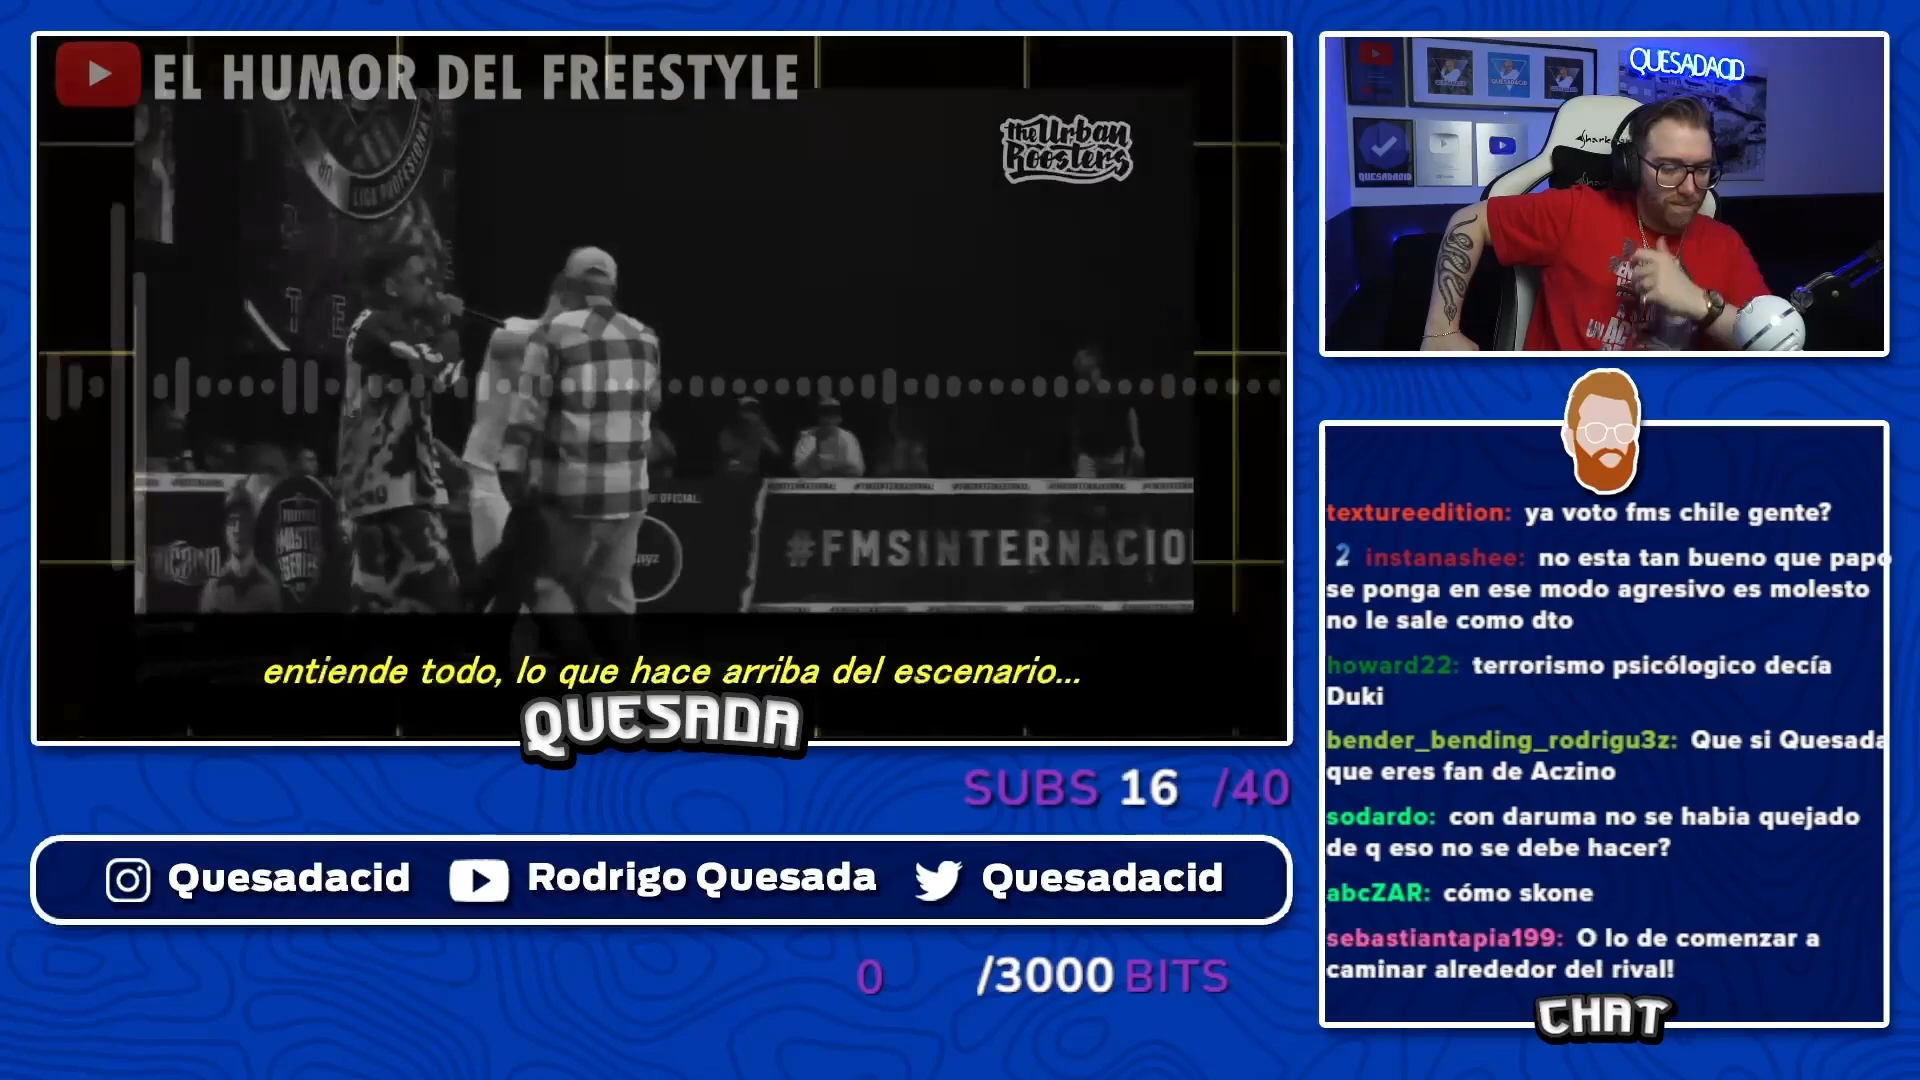 EL HUMOR DEL FREESTYLE
the Urban
Roosters
LIGA PROFESIONAL
#FMSINTERNACIO
entiende todo, lo que hace arriba del escenario...
QUESADA
QUESADACID
QUESADACID
SUBS 16 /40
Quesadacid Rodrigo Quesada Quesadacid
0 /3000 BITS
textureedition: ya voto fms chile gente?
2 instanashee: no esta tan bueno que papo
se ponga en ese modo agresivo es molesto
no le sale como dto
howard22: terrorismo psicólogico decía
Duki
bender_bending_rodrigu3z: Que si Quesada
que eres fan de Aczino
sodardo: con daruma no se habia quejado
de q eso no se debe hacer?
abcZAR: cómo skone
sebastiantapia199: O lo de comenzar a
caminar alrededor del rival!
CHAT